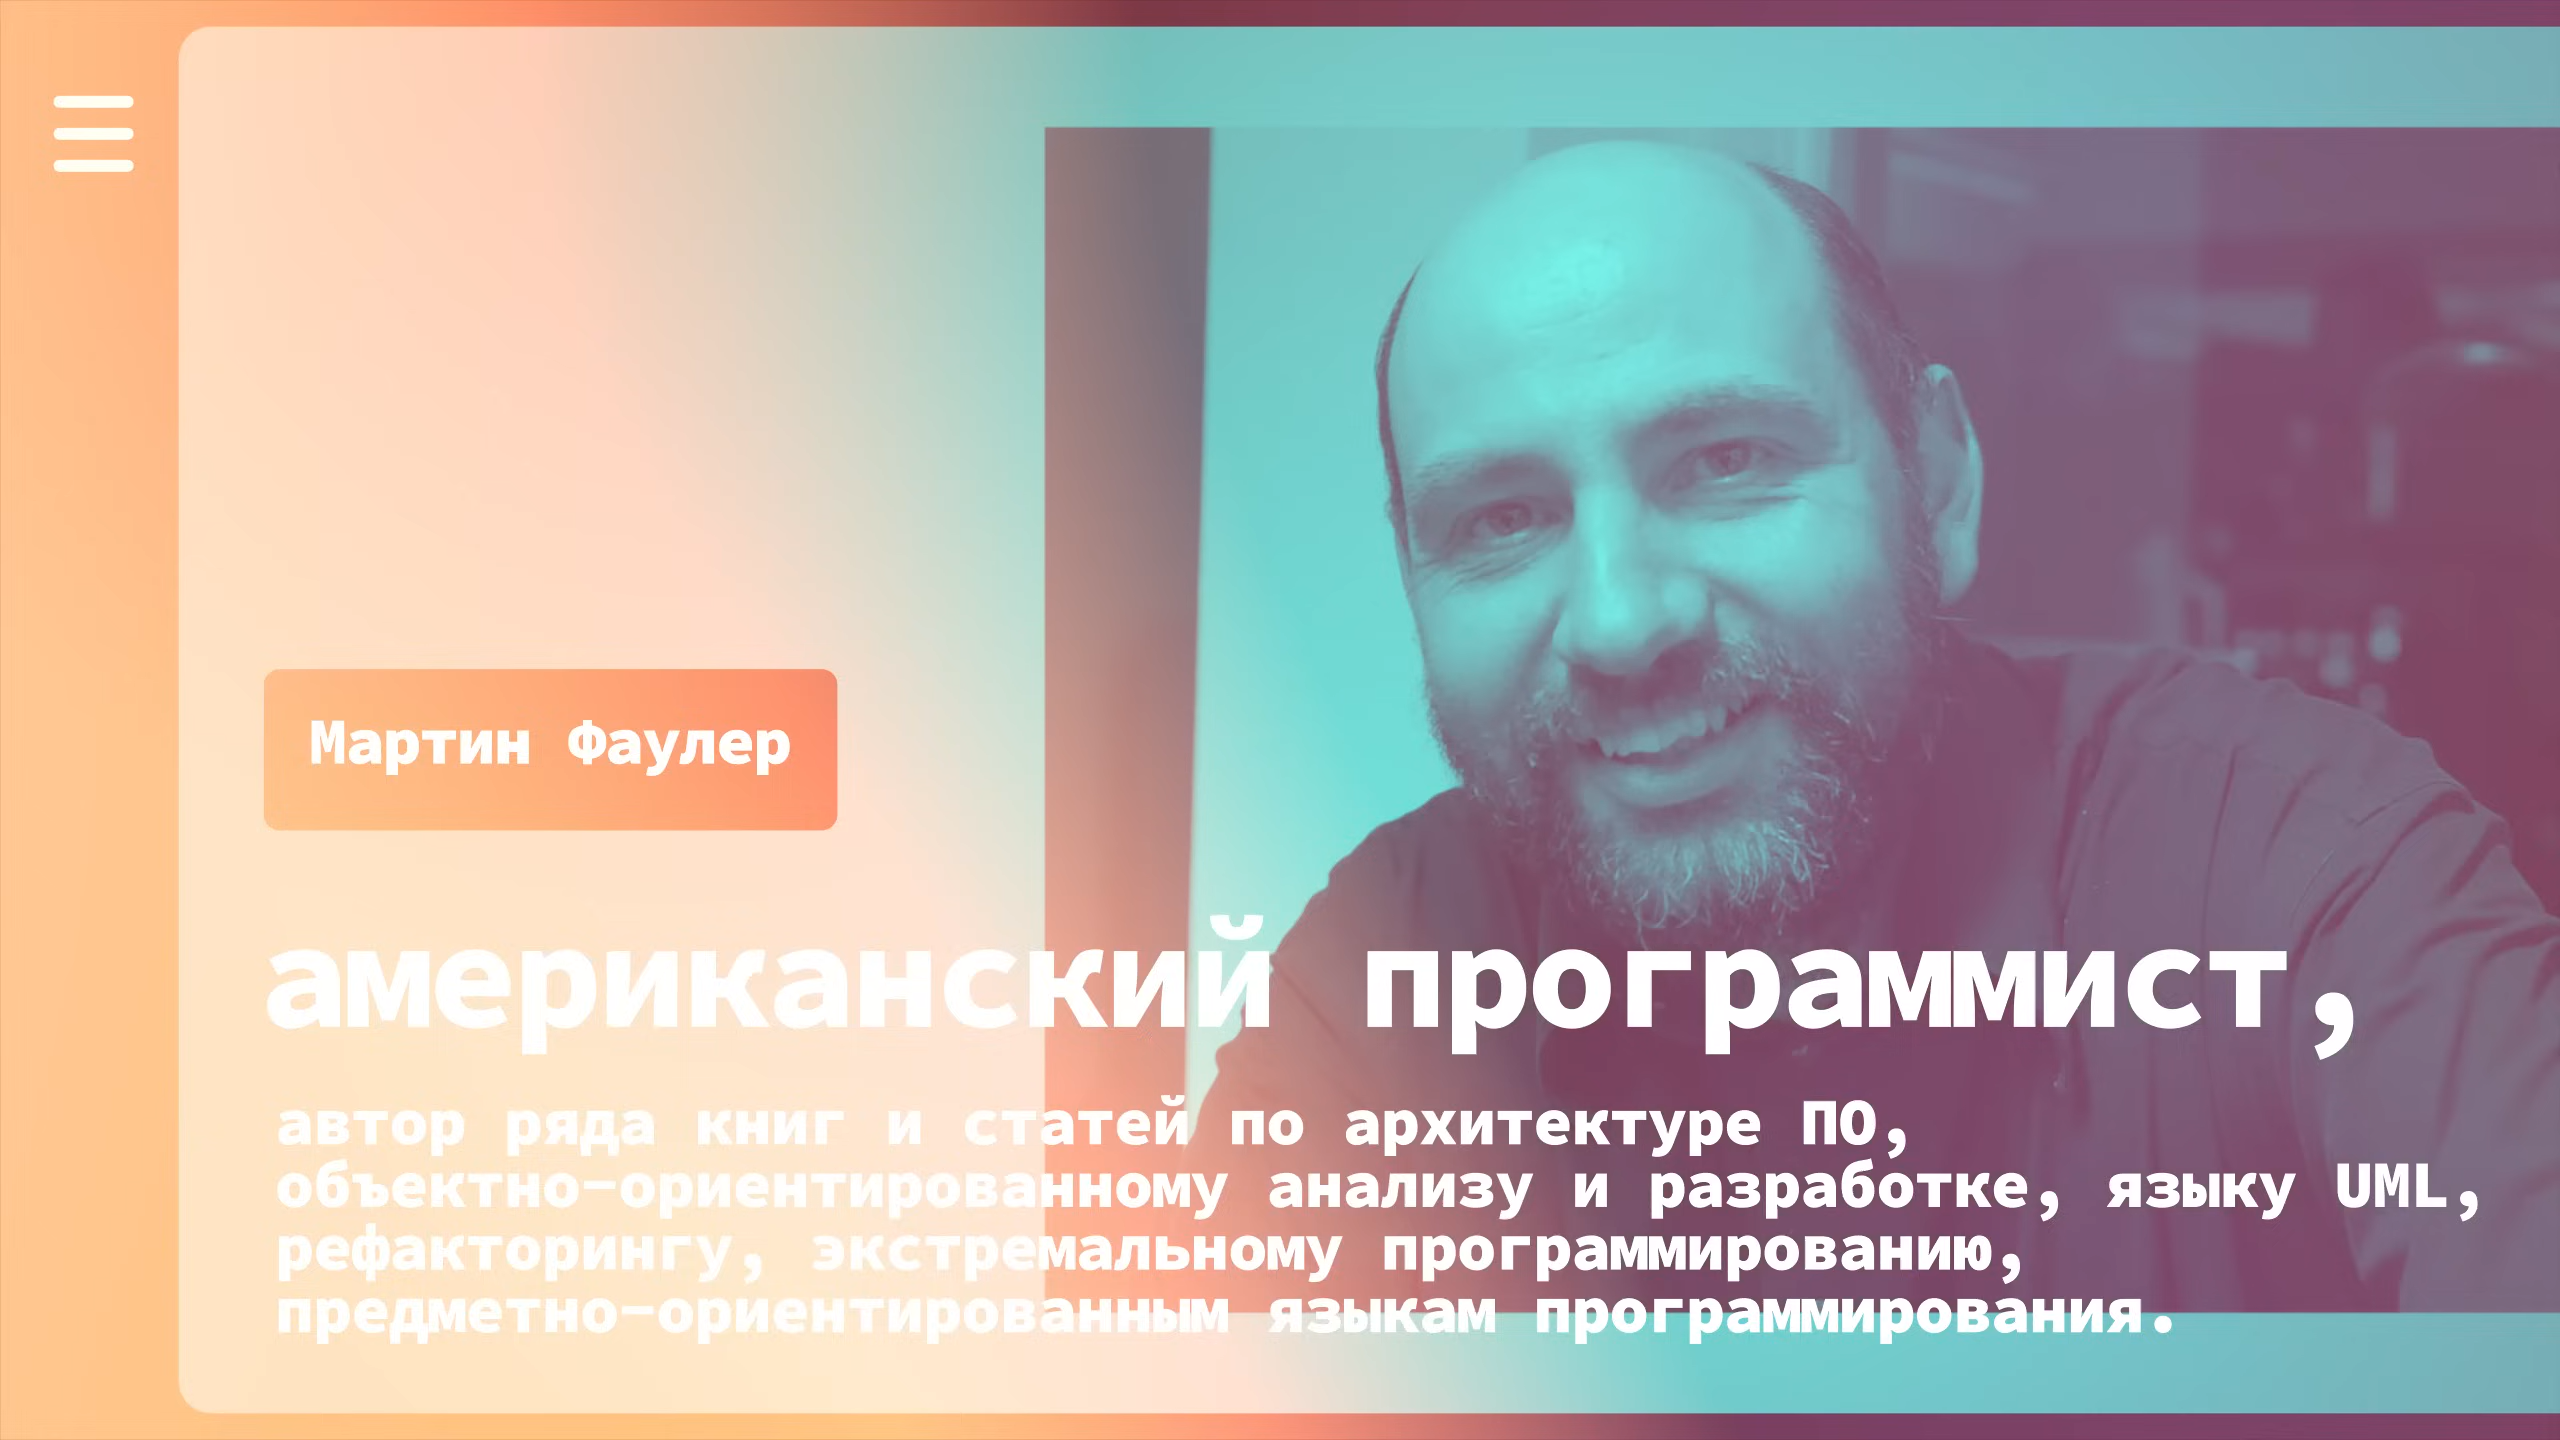 Мартин Фаулер
американский программист,
автор ряда книг и статей по архитектуре ПО,
объектно-ориентированному анализу и разработке, языку UML,
рефакторингу, экстремальному программированию,
предметно-ориентированным языкам программирования.